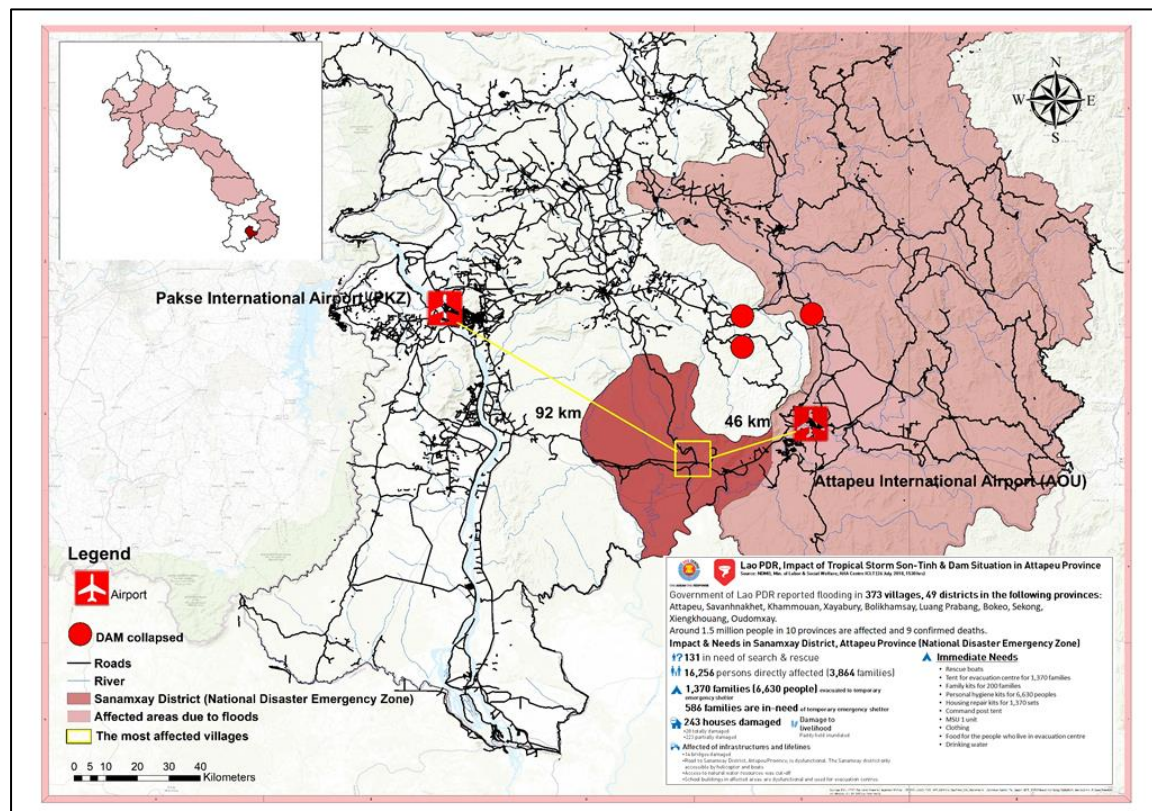 N
W
E
S
Pakse International Airport (PKZ)
92 km
46 km
Attapeu International Airport (AOU)
Legend
Airport
DAM collapsed
Roads
River
Sanamxay District (National Disaster Emergency Zone)
Affected areas due to floods
The most affected villages
0 5 10 20 30 40
Kilometers
Lao PDR, Impact of Tropical Storm Son-Tinh & Dam Situation in Attapeu Province
Government of Lao PDR reported flooding in 373 villages, 49 districts in the following provinces:
Attapeu, Savanhnakhet, Khammouan, Xayabury, Bolikhamsay, Luang Prabang, Bokeo, Sekong,
Xiengkhouang, Oudomxay.
Around 1.5 million people in 10 provinces are affected and 9 confirmed deaths.
Impact & Needs in Sanamxay District, Attapeu Province (National Disaster Emergency Zone)
131 in need of search & rescue
16,256 persons directly affected (3,864 families)
1,370 families (6,630 people) evacuated to temporary
emergency shelter
586 families are in-need of temporary emergency shelter
243 houses damaged
Damage to
livelihood
Affected of infrastructures and lifelines
Immediate Needs
• Rescue boats
• Tent for evacuation centre for 1,370 families
• Family kits for 200 families
• Personal hygiene kits for 6,630 peoples
• Housing repair kits for 1,370 sets
• Command post tent
• MSU 1 unit
• Clothing
• Food for the people who live in evacuation centre
• Drinking water